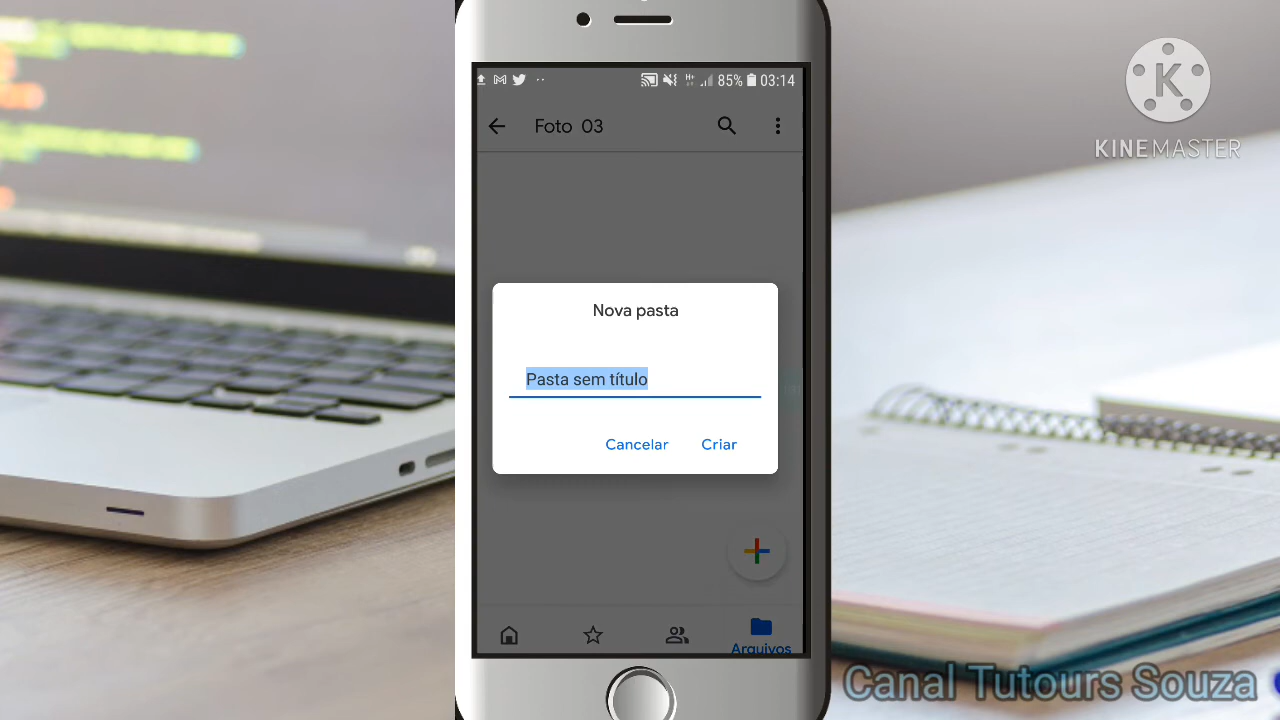 85% 03:14
Foto 03
Nova pasta
Pasta sem título
Cancelar Criar
Arquivos
KINEMASTER
Canal Tutours Souza